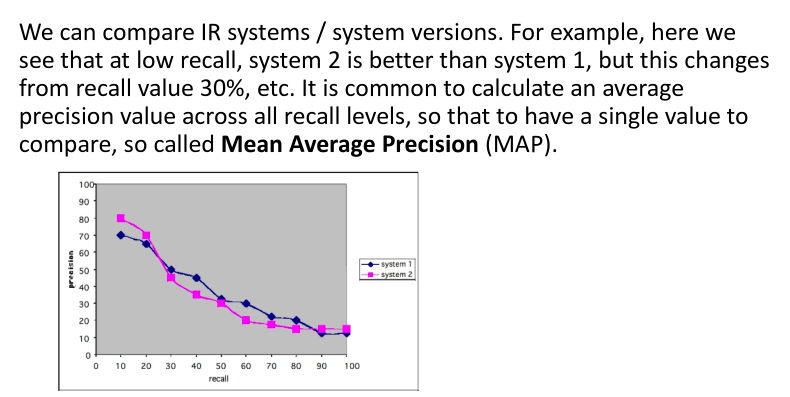 We can compare IR systems / system versions. For example, here we
see that at low recall, system 2 is better than system 1, but this changes
from recall value 30%, etc. It is common to calculate an average
precision value across all recall levels, so that to have a single value to
compare, so called Mean Average Precision (MAP).
100
90
80
70
60
50
40
30
20
10
0
precision
system 1
system 2
0 10 20 30 40 50 60 70 80 90 100
recall